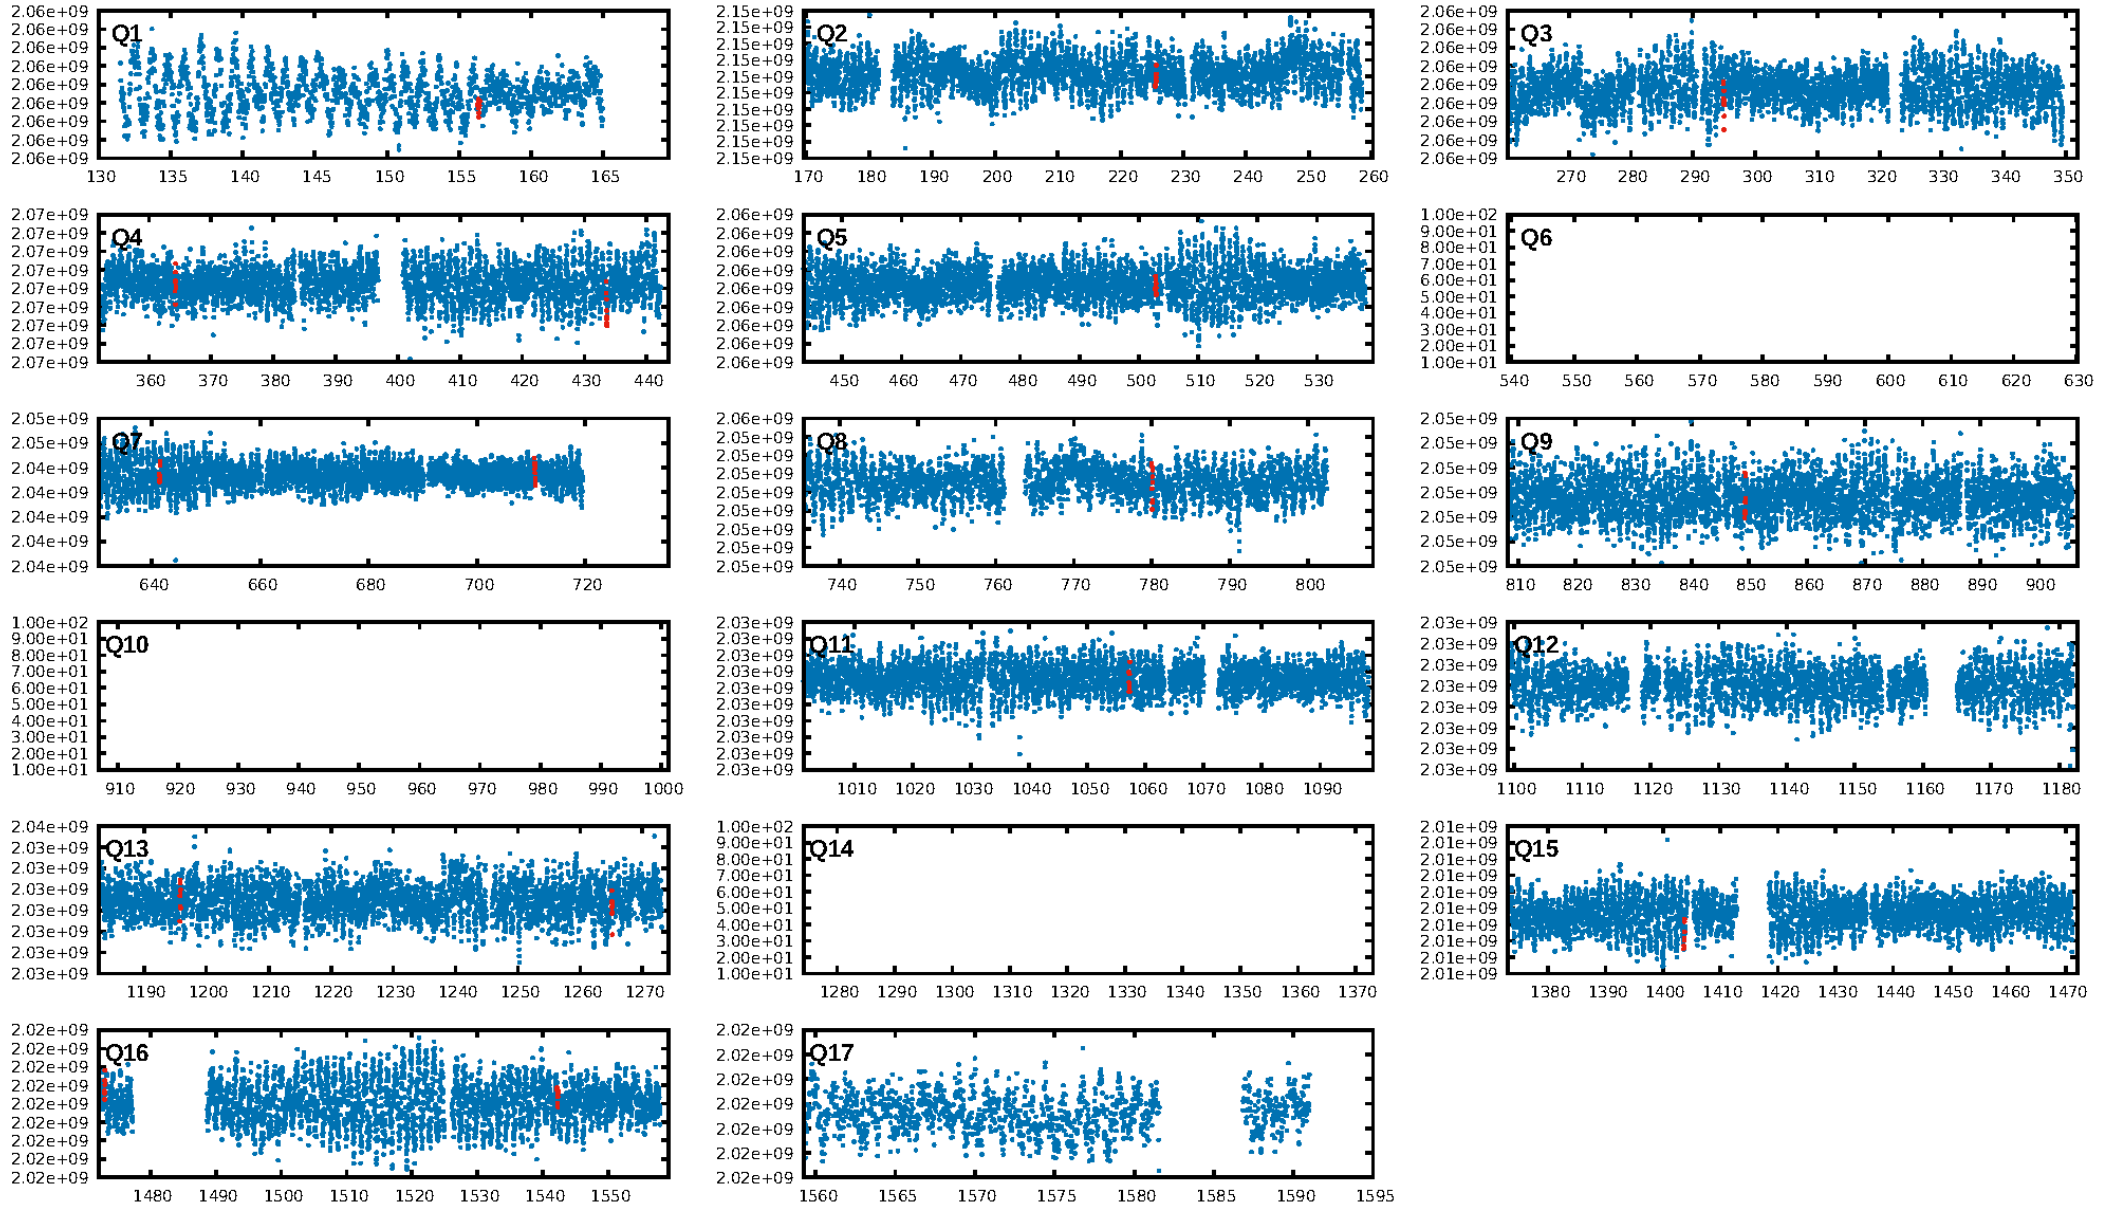 2.06e+09
2.06e+09
2.06e+09
2.06e+09
2.06e+09
2.06e+09
2.06e+09
2.06e+09
2.06e+09
Q1
130 135 140 145 150 155 160 165
2.15e+09
2.15e+09
2.15e+09
2.15e+09
2.15e+09
2.15e+09
2.15e+09
2.15e+09
2.15e+09
2.15e+09
Q2
170 180 190 200 210 220 230 240 250 260
2.06e+09
2.06e+09
2.06e+09
2.06e+09
2.06e+09
2.06e+09
2.06e+09
2.06e+09
2.06e+09
Q3
270 280 290 300 310 320 330 340 350
2.07e+09
2.07e+09
2.07e+09
2.07e+09
2.07e+09
2.07e+09
2.07e+09
2.07e+09
2.07e+09
Q4
360 370 380 390 400 410 420 430 440
2.06e+09
2.06e+09
2.06e+09
2.06e+09
2.06e+09
2.06e+09
2.06e+09
2.06e+09
2.06e+09
Q5
450 460 470 480 490 500 510 520 530
1.00e+02
9.00e+01
8.00e+01
7.00e+01
6.00e+01
5.00e+01
4.00e+01
3.00e+01
2.00e+01
1.00e+01
Q6
540 550 560 570 580 590 600 610 620 630
2.05e+09
2.05e+09
2.04e+09
2.04e+09
2.04e+09
2.04e+09
2.04e+09
Q7
640 660 680 700 720
2.06e+09
2.05e+09
2.05e+09
2.05e+09
2.05e+09
2.05e+09
2.05e+09
2.05e+09
2.05e+09
Q8
740 750 760 770 780 790 800
2.05e+09
2.05e+09
2.05e+09
2.05e+09
2.05e+09
2.05e+09
2.05e+09
Q9
810 820 830 840 850 860 870 880 890 900
1.00e+02
9.00e+01
8.00e+01
7.00e+01
6.00e+01
5.00e+01
4.00e+01
3.00e+01
2.00e+01
1.00e+01
Q10
910 920 930 940 950 960 970 980 990 1000
2.03e+09
2.03e+09
2.03e+09
2.03e+09
2.03e+09
2.03e+09
2.03e+09
2.03e+09
2.03e+09
2.03e+09
Q11
1010 1020 1030 1040 1050 1060 1070 1080 1090
2.03e+09
2.03e+09
2.03e+09
2.03e+09
2.03e+09
2.03e+09
2.03e+09
2.03e+09
Q12
1100 1110 1120 1130 1140 1150 1160 1170 1180
2.04e+09
2.03e+09
2.03e+09
2.03e+09
2.03e+09
2.03e+09
2.03e+09
2.03e+09
Q13
1190 1200 1210 1220 1230 1240 1250 1260 1270
1.00e+02
9.00e+01
8.00e+01
7.00e+01
6.00e+01
5.00e+01
4.00e+01
3.00e+01
2.00e+01
1.00e+01
Q14
1280 1290 1300 1310 1320 1330 1340 1350 1360 1370
2.01e+09
2.01e+09
2.01e+09
2.01e+09
2.01e+09
2.01e+09
2.01e+09
2.01e+09
2.01e+09
2.01e+09
Q15
1380 1390 1400 1410 1420 1430 1440 1450 1460 1470
2.02e+09
2.02e+09
2.02e+09
2.02e+09
2.02e+09
2.02e+09
2.02e+09
2.02e+09
2.02e+09
Q16
1480 1490 1500 1510 1520 1530 1540 1550
2.02e+09
2.02e+09
2.02e+09
2.02e+09
2.02e+09
2.02e+09
2.02e+09
Q17
1560 1565 1570 1575 1580 1585 1590 1595